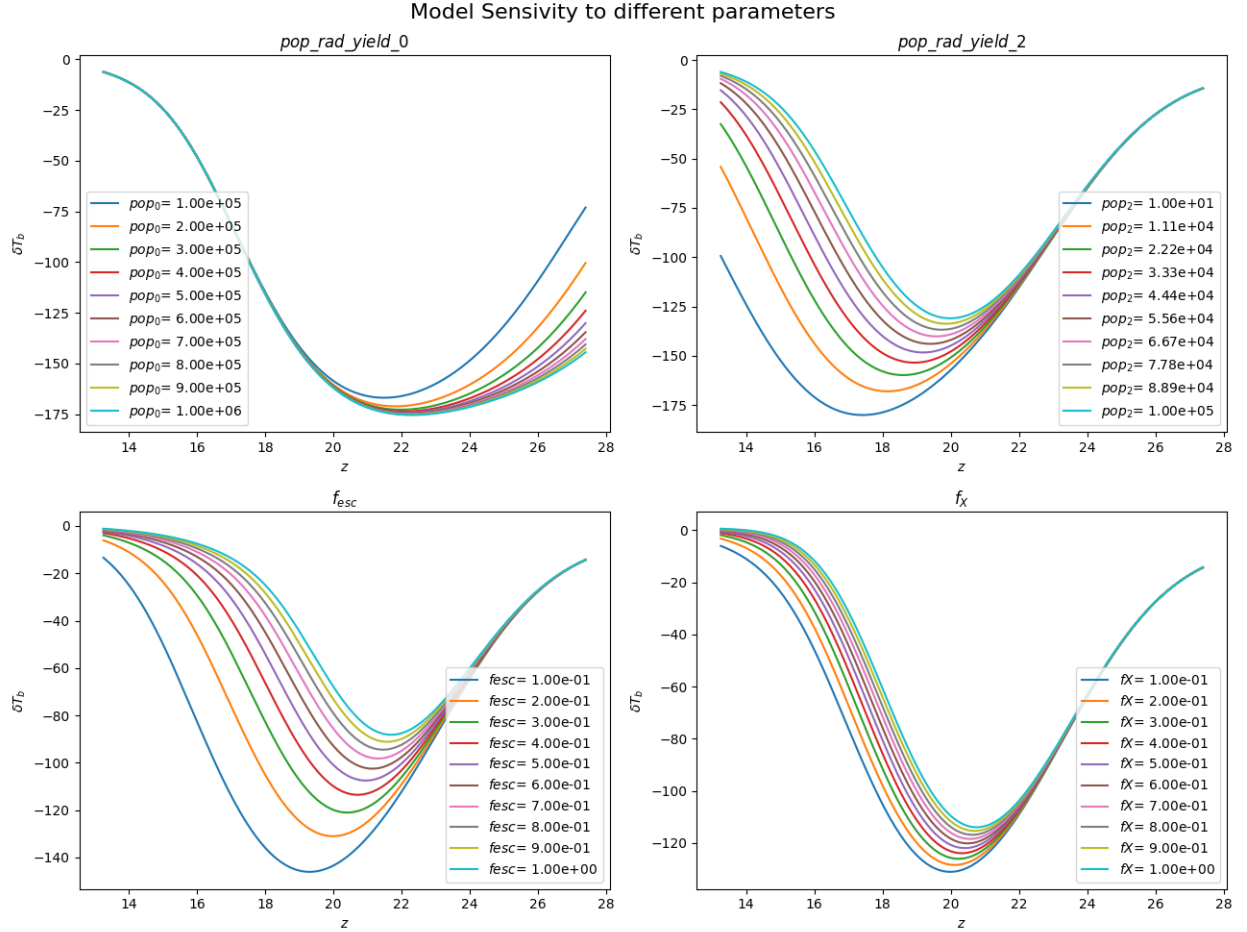 Model Sensivity to different parameters
pop_rad_yield_0
δT_b
−175
−150
−125
−100
−75
−50
−25
0
pop_0= 1.00e+05
pop_0= 2.00e+05
pop_0= 3.00e+05
pop_0= 4.00e+05
pop_0= 5.00e+05
pop_0= 6.00e+05
pop_0= 7.00e+05
pop_0= 8.00e+05
pop_0= 9.00e+05
pop_0= 1.00e+06
14 16 18 20 22 24 26 28
z
pop_rad_yield_2
δT_b
0
−25
−50
−75
−100
−125
−150
−175
pop_2= 1.00e+01
pop_2= 1.11e+04
pop_2= 2.22e+04
pop_2= 3.33e+04
pop_2= 4.44e+04
pop_2= 5.56e+04
pop_2= 6.67e+04
pop_2= 7.78e+04
pop_2= 8.89e+04
pop_2= 1.00e+05
14 16 18 20 22 24 26 28
z
f_esc
δT_b
0
−20
−40
−60
−80
−100
−120
−140
fesc= 1.00e-01
fesc= 2.00e-01
fesc= 3.00e-01
fesc= 4.00e-01
fesc= 5.00e-01
fesc= 6.00e-01
fesc= 7.00e-01
fesc= 8.00e-01
fesc= 9.00e-01
fesc= 1.00e+00
14 16 18 20 22 24 26 28
z
f_X
δT_b
0
−20
−40
−60
−80
−100
−120
fX= 1.00e-01
fX= 2.00e-01
fX= 3.00e-01
fX= 4.00e-01
fX= 5.00e-01
fX= 6.00e-01
fX= 7.00e-01
fX= 8.00e-01
fX= 9.00e-01
fX= 1.00e+00
14 16 18 20 22 24 26 28
z